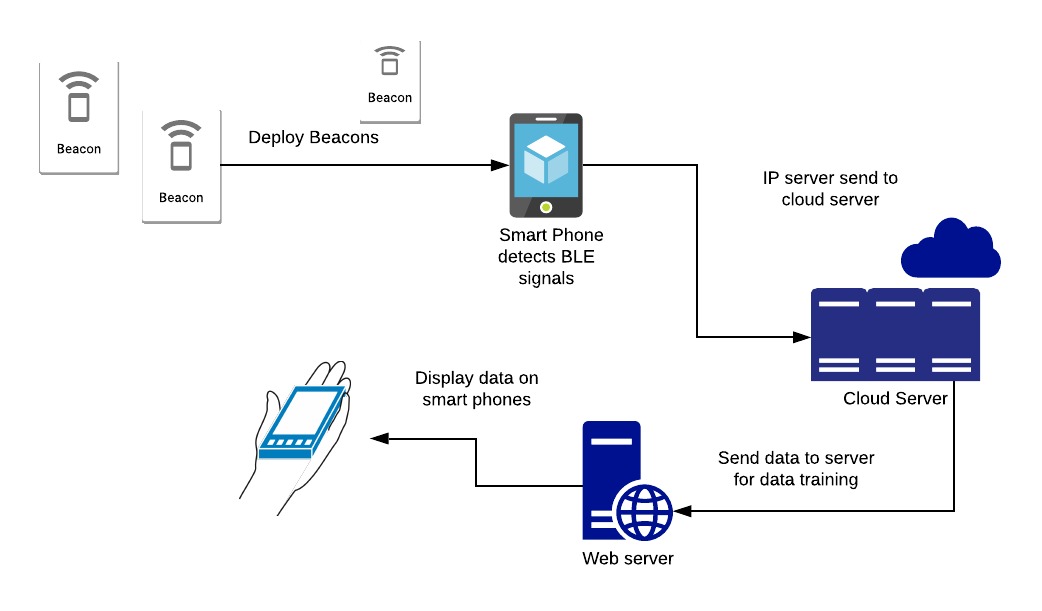 Beacon
Beacon
Beacon
Deploy Beacons
Smart Phone
detects BLE
signals
IP server send to
cloud server
Cloud Server
Send data to server
for data training
Web server
Display data on
smart phones